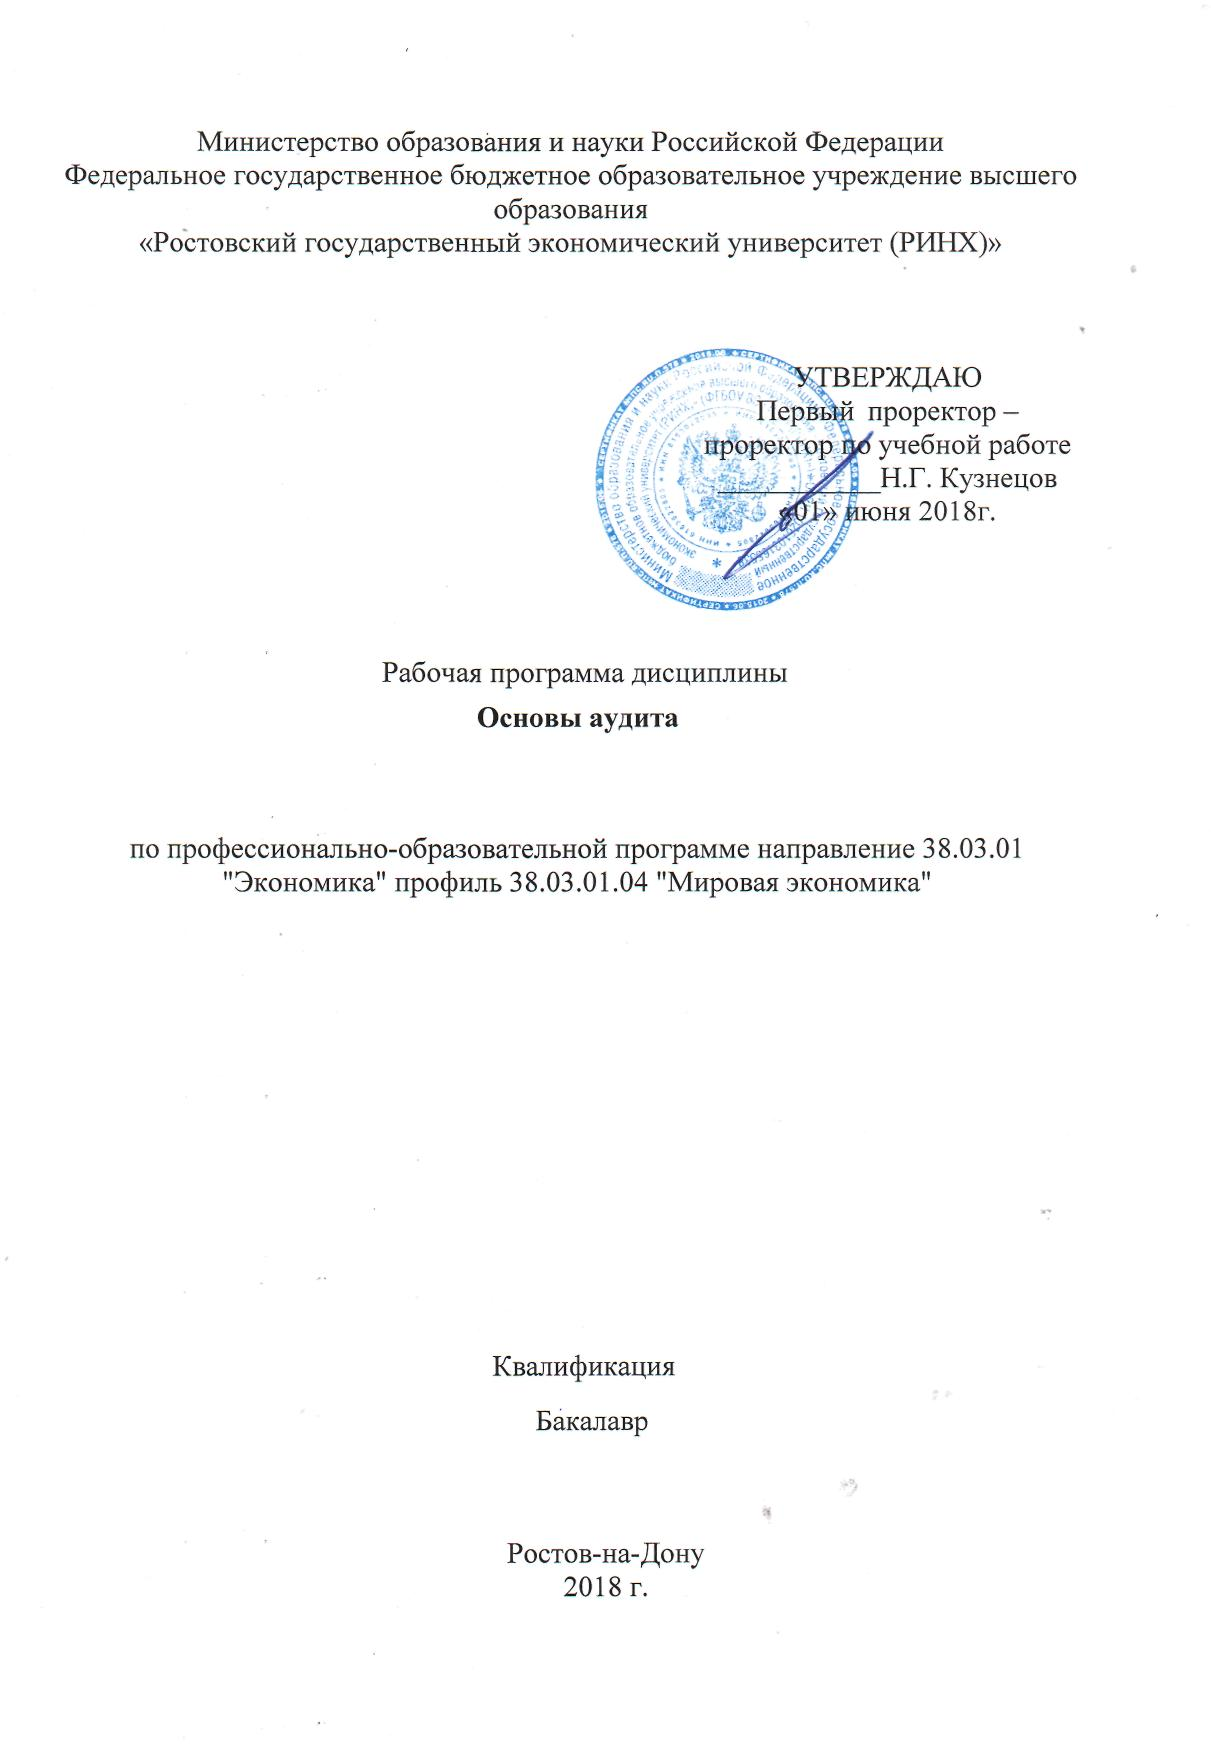 Министерство образования и науки Российской Федерации
Федеральное государственное бюджетное образовательное учреждение высшего
образования
«Ростовский государственный экономический университет (РИНХ)»
УТВЕРЖДАЮ
Первый проректор –
проректор по учебной работе
____________Н.Г. Кузнецов
«01» июня 2018г.
Рабочая программа дисциплины
Основы аудита
по профессионально-образовательной программе направление 38.03.01
"Экономика" профиль 38.03.01.04 "Мировая экономика"
Квалификация
Бакалавр
Ростов-на-Дону
2018 г.